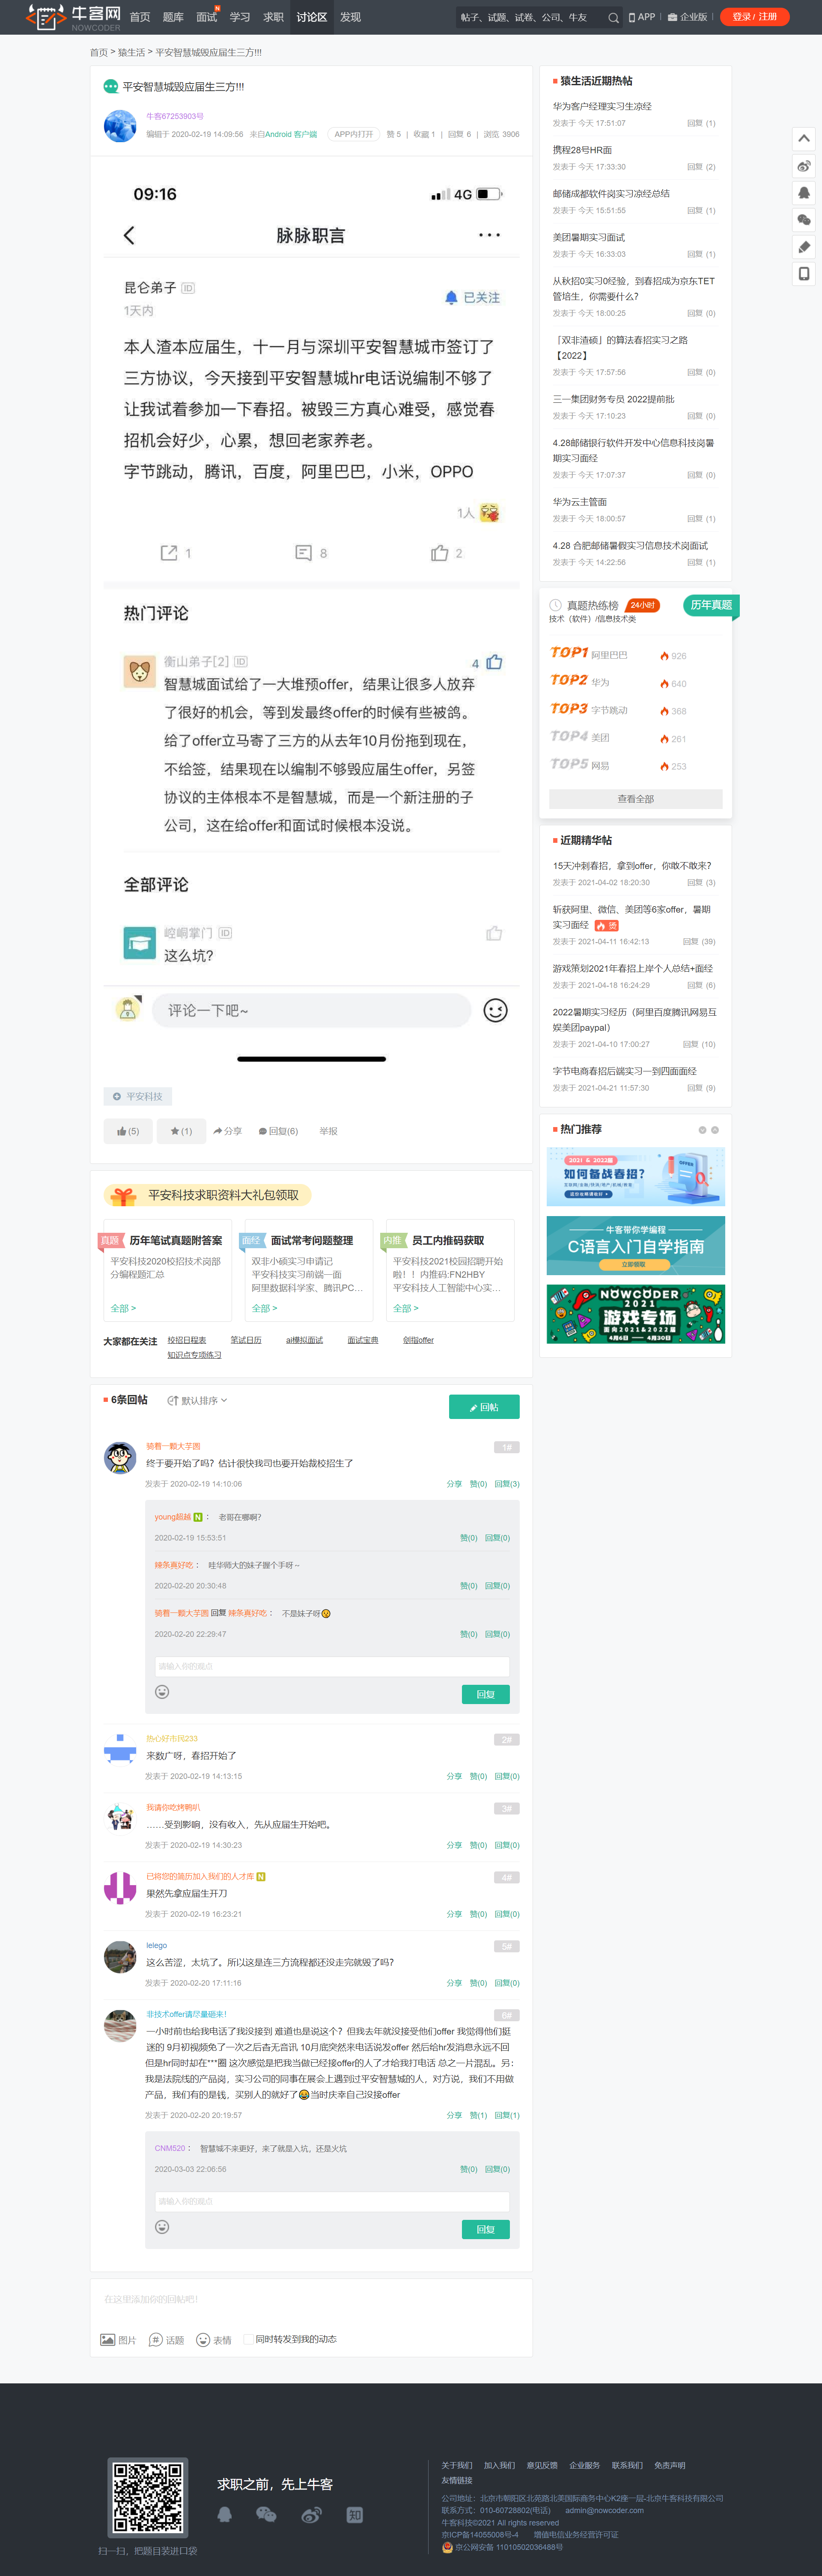 牛客网
NOWCODER
首页 题库 面试 学习 求职 讨论区 发现
N
帖子、试题、试卷、公司、牛友
APP 企业版 登录 / 注册
首页 > 猿生活 > 平安智慧城毁应届生三方!!!
平安智慧城毁应届生三方!!!
牛客67253903号
编辑于 2020-02-19 14:09:56 来自Android 客户端 APP内打开 赞 5 | 收藏 1 | 回复 6 | 浏览 3906
09:16 4G
脉脉职言
昆仑弟子 ID
1天内
已关注
本人渣本应届生，十一月与深圳平安智慧城市签订了
三方协议，今天接到平安智慧城hr电话说编制不够了
让我试着参加一下春招。被毁三方真心难受，感觉春
招机会好少，心累，想回老家养老。
字节跳动，腾讯，百度，阿里巴巴，小米，OPPO
1人
1 8 2
热门评论
衡山弟子[2] ID
4
智慧城面试给了一大堆预offer，结果让很多人放弃
了很好的机会，等到发最终offer的时候有些被鸽。
给了offer立马寄了三方的从去年10月份拖到现在，
不给签，结果现在以编制不够毁应届生offer，另签
协议的主体根本不是智慧城，而是一个新注册的子
公司，这在给offer和面试时候根本没说。
全部评论
崆峒掌门 ID
这么坑?
评论一下吧~
平安科技
(5) (1) 分享 回复(6) 举报
平安科技求职资料大礼包领取
真题 历年笔试真题附答案
平安科技2020校招技术岗部
分编程题汇总
全部 >
面经 面试常考问题整理
双非小硕实习申请记
平安科技实习前端一面
阿里数据科学家、腾讯PC…
全部 >
内推 员工内推码获取
平安科技2021校园招聘开始
啦！！内推码:FN2HBY
平安科技人工智能中心实…
全部 >
大家都在关注 校招日程表 笔试日历 ai模拟面试 面试宝典 创指offer
知识点专项练习
6条回帖 默认排序 回帖
骑着一颗大芋圆 1#
终于要开始了吗？估计很快我司也要开始裁校招生了
发表于 2020-02-19 14:10:06 分享 赞(0) 回复(3)
young超越 N ： 老哥在哪啊?
2020-02-19 15:53:51 赞(0) 回复(0)
辣条真好吃 ： 哇华师大的妹子握个手呀～
2020-02-20 20:30:48 赞(0) 回复(0)
骑着一颗大芋圆 回复 辣条真好吃 ： 不是妹子呀
2020-02-20 22:29:47 赞(0) 回复(0)
请输入你的观点
回复
热心好市民233 2#
来数广呀，春招开始了
发表于 2020-02-19 14:13:15 分享 赞(0) 回复(0)
我请你吃烤鸭叭 3#
……受到影响，没有收入，先从应届生开始吧。
发表于 2020-02-19 14:30:23 分享 赞(0) 回复(0)
已将您的简历加入我们的人才库 N 4#
果然先拿应届生开刀
发表于 2020-02-19 16:23:21 分享 赞(0) 回复(0)
lelego 5#
这么苦涩，太坑了。所以这是连三方流程都还没走完就毁了吗?
发表于 2020-02-20 17:11:16 分享 赞(0) 回复(0)
非技术offer请尽量砸来! 6#
一小时前也给我电话了我没接到 难道也是说这个？但我去年就没接受他们offer 我觉得他们挺
迷的 9月初视频免了一次之后杳无音讯 10月底突然来电话说发offer 然后给hr发消息永远不回
但是hr同时却在***圈 这次感觉是把我当做已经接offer的人了才给我打电话 总之一片混乱。另：
我是法院线的产品岗，实习公司的同事在展会上遇到过平安智慧城的人，对方说，我们不用做
产品，我们有的是钱，买别人的就好了 当时庆幸自己没接offer
发表于 2020-02-20 20:19:57 分享 赞(1) 回复(1)
CNM520 ： 智慧城不来更好，来了就是入坑，还是火坑
2020-03-03 22:06:56 赞(0) 回复(0)
请输入你的观点
回复
在这里添加你的回帖吧!
图片 话题 表情 同时转发到我的动态
猿生活近期热帖
华为客户经理实习生凉经
发表于 今天 17:51:07 回复 (1)
携程28号HR面
发表于 今天 17:33:30 回复 (2)
邮储成都软件岗实习凉经总结
发表于 今天 15:51:55 回复 (1)
美团暑期实习面试
发表于 今天 16:33:03 回复 (1)
从秋招0实习0经验，到春招成为京东TET
管培生，你需要什么?
发表于 今天 18:00:25 回复 (0)
「双非渣硕」的算法春招实习之路
【2022】
发表于 今天 17:57:56 回复 (0)
三一集团财务专员 2022提前批
发表于 今天 17:10:23 回复 (0)
4.28邮储银行软件开发中心信息科技岗暑
期实习面经
发表于 今天 17:07:37 回复 (0)
华为云主管面
发表于 今天 18:00:57 回复 (1)
4.28 合肥邮储暑假实习信息技术岗面试
发表于 今天 14:22:56 回复 (1)
真题热练榜 24小时 历年真题
技术（软件）/信息技术类
TOP1 阿里巴巴 926
TOP2 华为 640
TOP3 字节跳动 368
TOP4 美团 261
TOP5 网易 253
查看全部
近期精华帖
15天冲刺春招，拿到offer，你敢不敢来?
发表于 2021-04-02 18:20:30 回复 (3)
斩获阿里、微信、美团等6家offer，暑期
实习面经 烫
发表于 2021-04-11 16:42:13 回复 (39)
游戏策划2021年春招上岸个人总结+面经
发表于 2021-04-18 16:24:29 回复 (6)
2022暑期实习经历（阿里百度腾讯网易互
娱美团paypal）
发表于 2021-04-10 17:00:27 回复 (10)
字节电商春招后端实习一到四面面经
发表于 2021-04-21 11:57:30 回复 (9)
热门推荐
2021 & 2022届
如何备战春招?
OFFER
牛客带你学编程
C语言入门自学指南
立即领取
NOWCODER
2021
游戏专场
面向2021&2022届
4月6日 —— 4月30日
扫一扫，把题目装进口袋
求职之前，先上牛客
知
关于我们 加入我们 意见反馈 企业服务 联系我们 免责声明
友情链接
公司地址：北京市朝阳区北苑路北美国际商务中心K2座一层-北京牛客科技有限公司
联系方式：010-60728802(电话) admin@nowcoder.com
牛客科技©2021 All rights reserved
京ICP备14055008号-4 增值电信业务经营许可证
京公网安备 11010502036488号